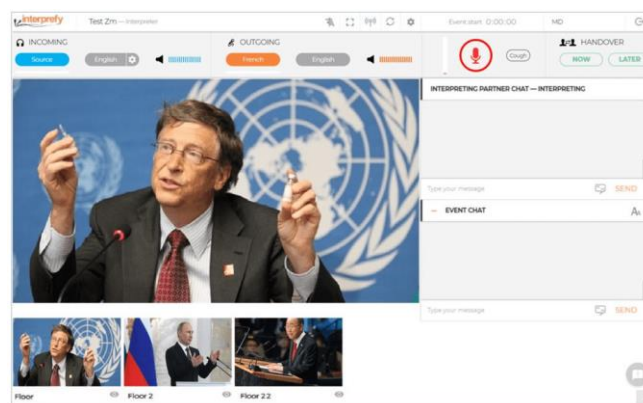 interprefy
Test Zm — Interpreted
Event start 0:00:00
MD
INCOMING
Source
English
OUTGOING
French
English
Cough
HANDOVER
NOW
LATER
INTERPRETING PARTNER CHAT — INTERPRETING
Type your message
SEND
EVENT CHAT
Type your message
SEND
Floor
Floor 2
Floor 22